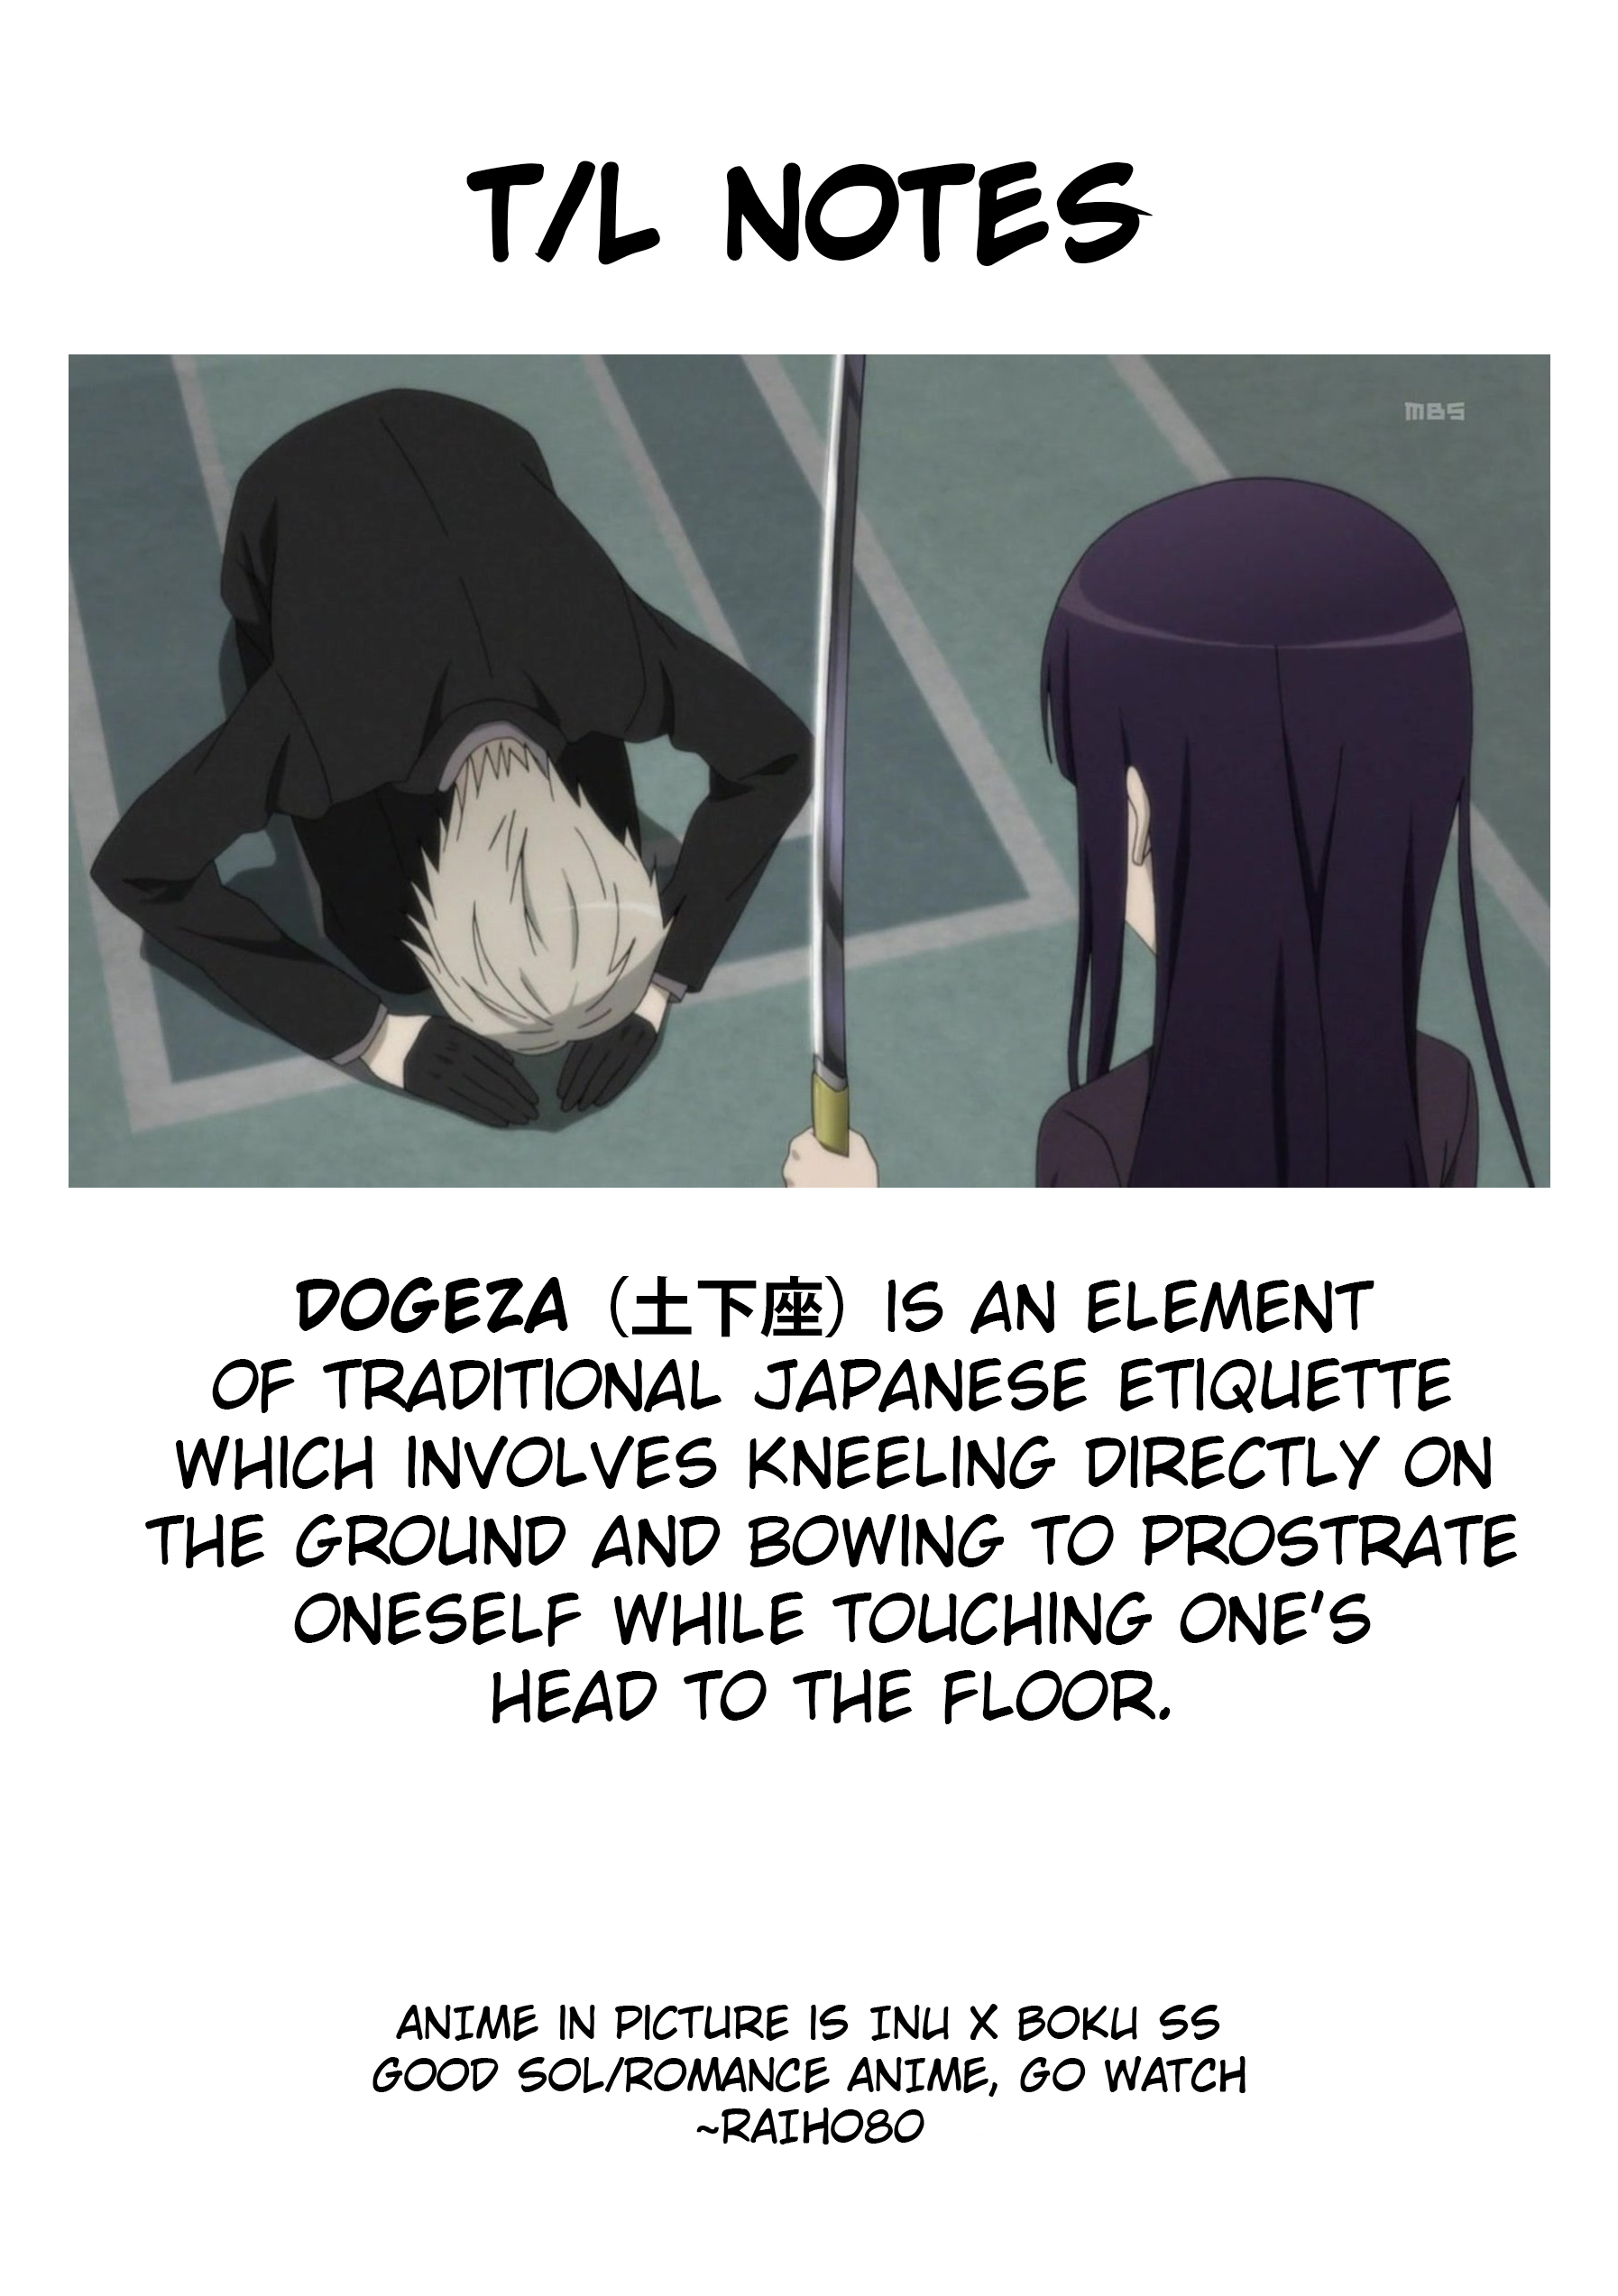 T/L NOTES
MBS
DOGEZA（土下座）IS AN ELEMENT
OF TRADITIONAL JAPANESE ETIQUETTE
WHICH INVOLVES KNEELING DIRECTLY ON
THE GROUND AND BOWING TO PROSTRATE
ONESELF WHILE TOUCHING ONE'S
HEAD TO THE FLOOR.
ANIME IN PICTURE IS INU X BOKU SS
GOOD SOL/ROMANCE ANIME, GO WATCH
~RAIHO80